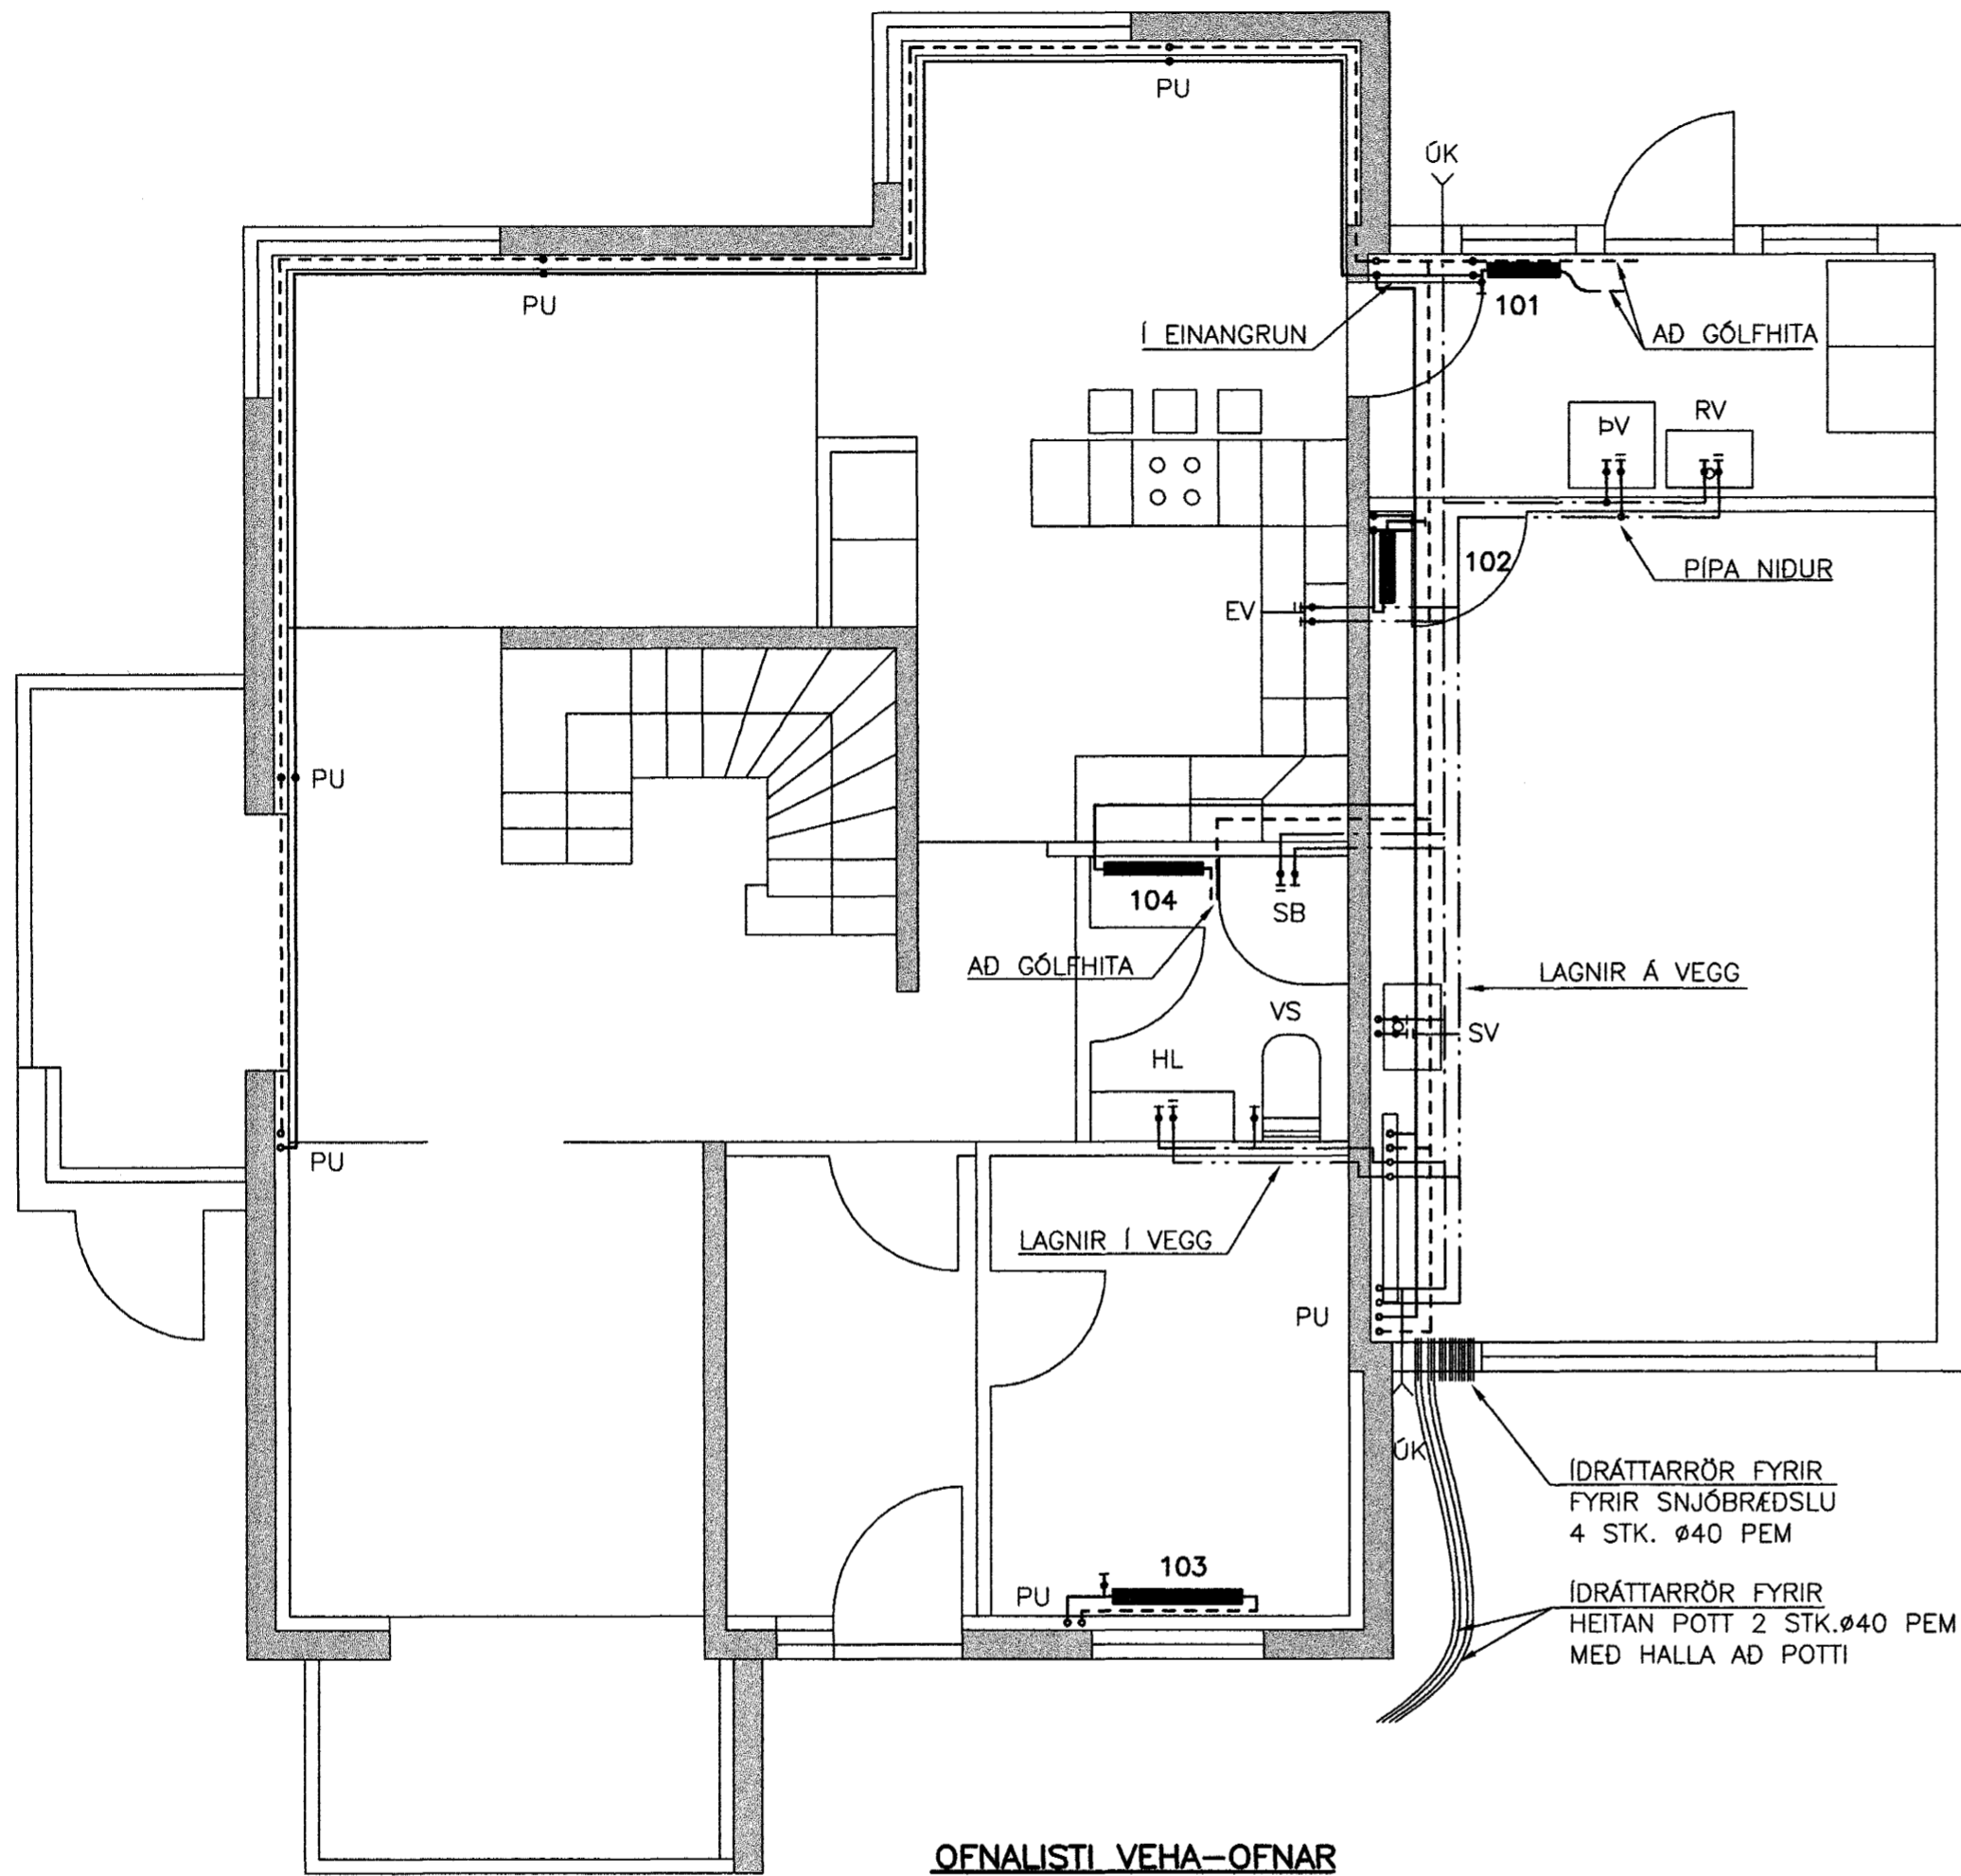 PU
ÚK
PU
101
Í EINANGRUN
AÐ GÓLFHITA
ÞV
RV
102
PÍPA NIÐUR
EV
PU
104
SB
AÐ GÓLFHITA
LAGNIR Á VEGG
VS
SV
HL
PU
LAGNIR Í VEGG
PU
ÚK
ÍDRÁTTARRÖR FYRIR
FYRIR SNJÓBRÆÐSLU
4 STK. ø40 PEM
103
PU
ÍDRÁTTARRÖR FYRIR
HEITAN POTT 2 STK.ø40 PEM
MEÐ HALLA AÐ POTTI
OFNALISTI VEHA-OFNAR